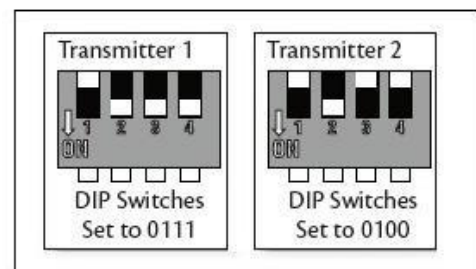 Transmitter 1
1 2 3 4
ON
DIP Switches
Set to 0111
Transmitter 2
1 2 3 4
ON
DIP Switches
Set to 0100